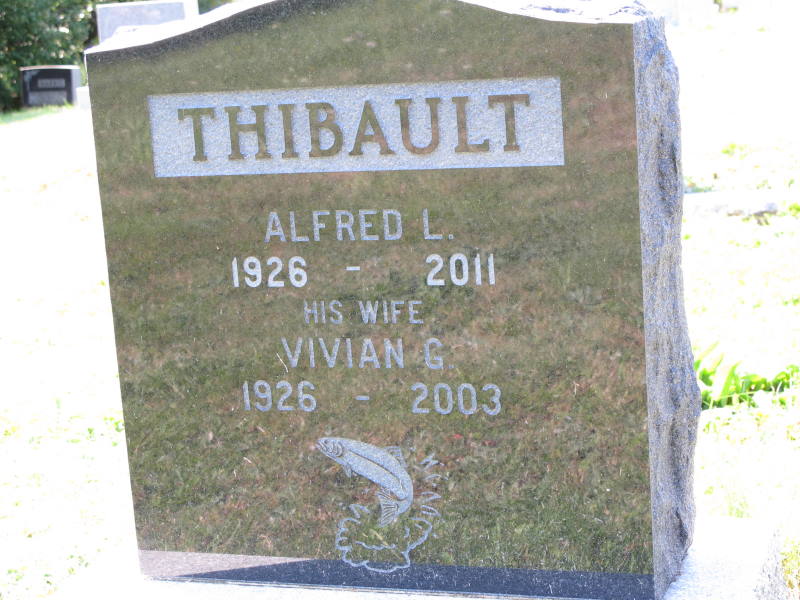 THIBAULT
ALFRED L.
1926 - 2011
HIS WIFE
VIVIAN G.
1926 - 2003